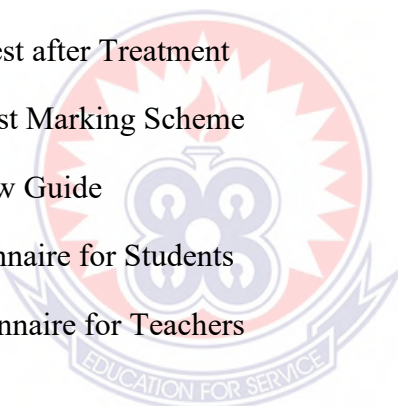 est after Treatment
st Marking Scheme
w Guide
nnaire for Students
nnaire for Teachers
EDUCATION FOR SERVICE